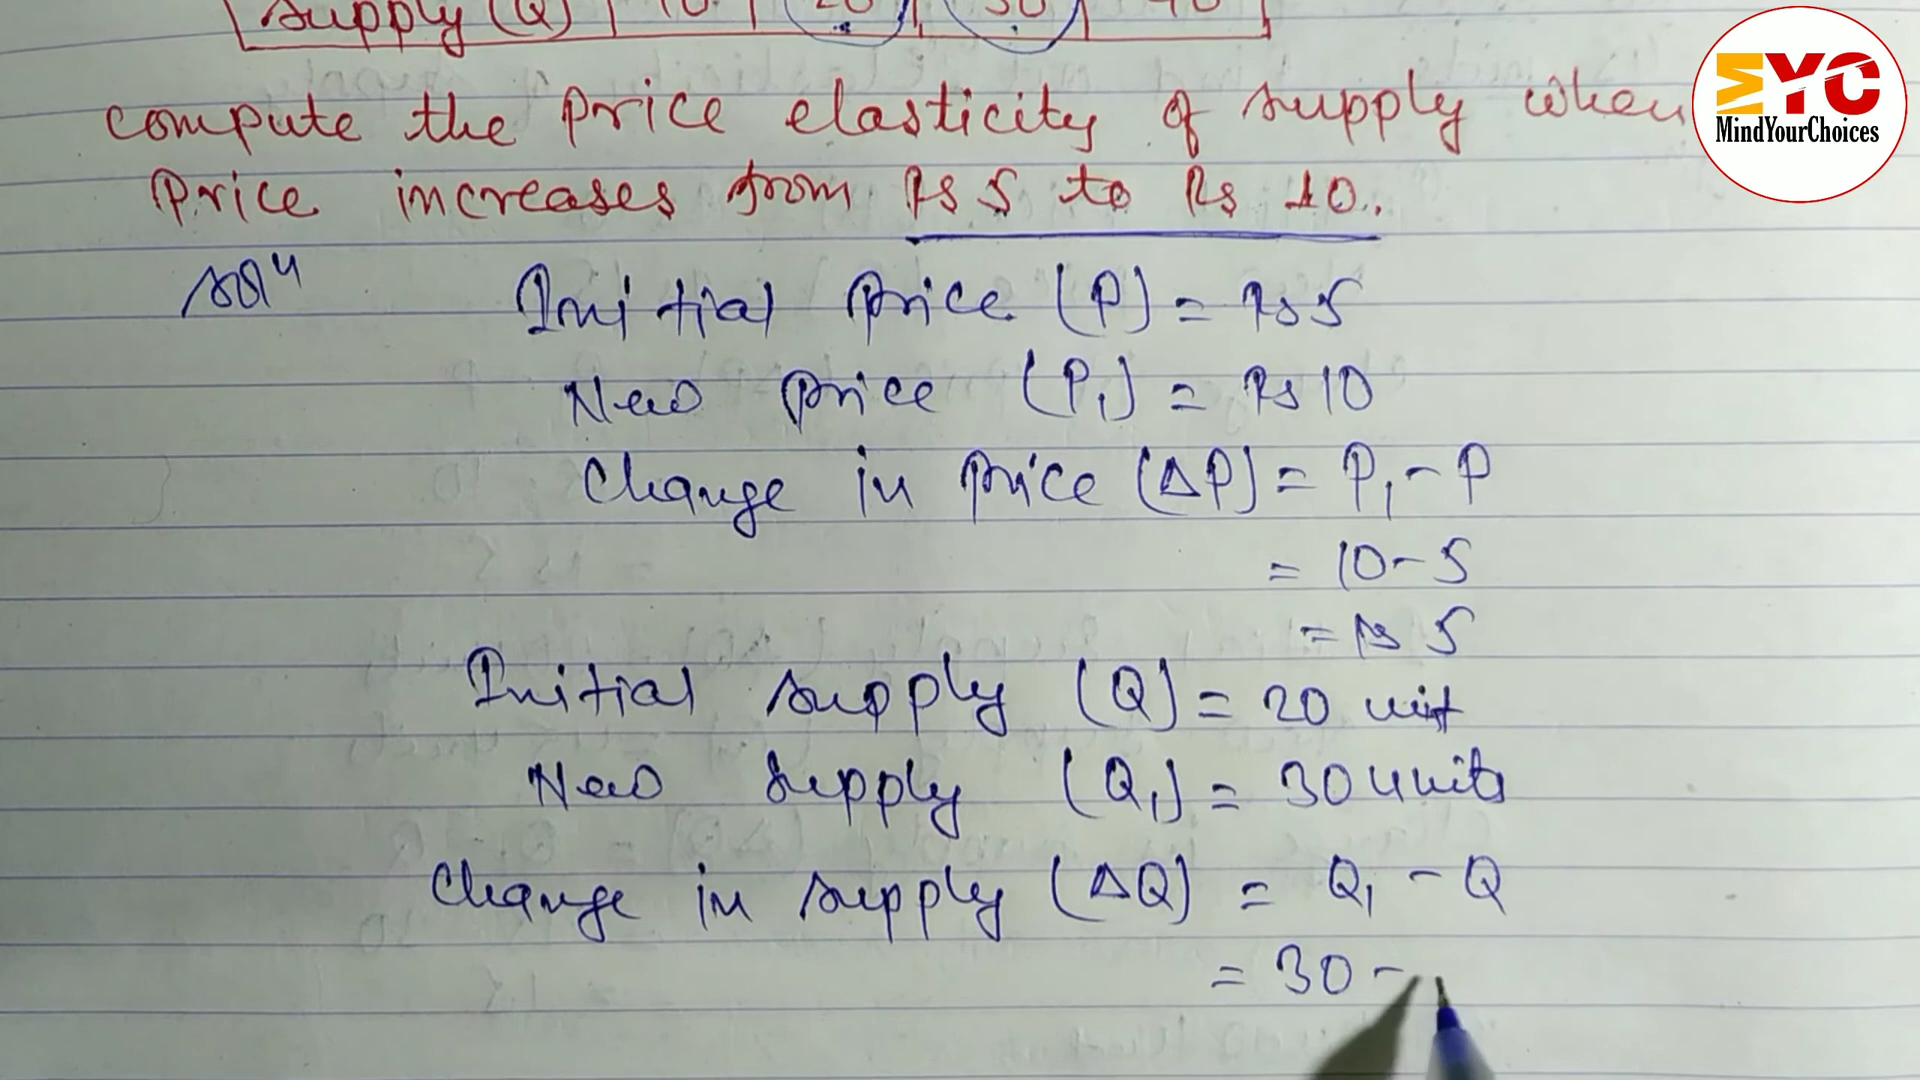 Supply (Q) 10 20 30 40
compute the price elasticity of supply when
Price increases from Rs 5 to Rs 10.
MYC
MindYourChoices
solⁿ
Initial Price (P) = Rs 5
New Price (P₁) = Rs 10
Change in Price (ΔP) = P₁ - P
= 10 - 5
= Rs 5
Initial supply (Q) = 20 unit
New Supply (Q₁) = 30 units
Change in supply (ΔQ) = Q₁ - Q
= 30 -